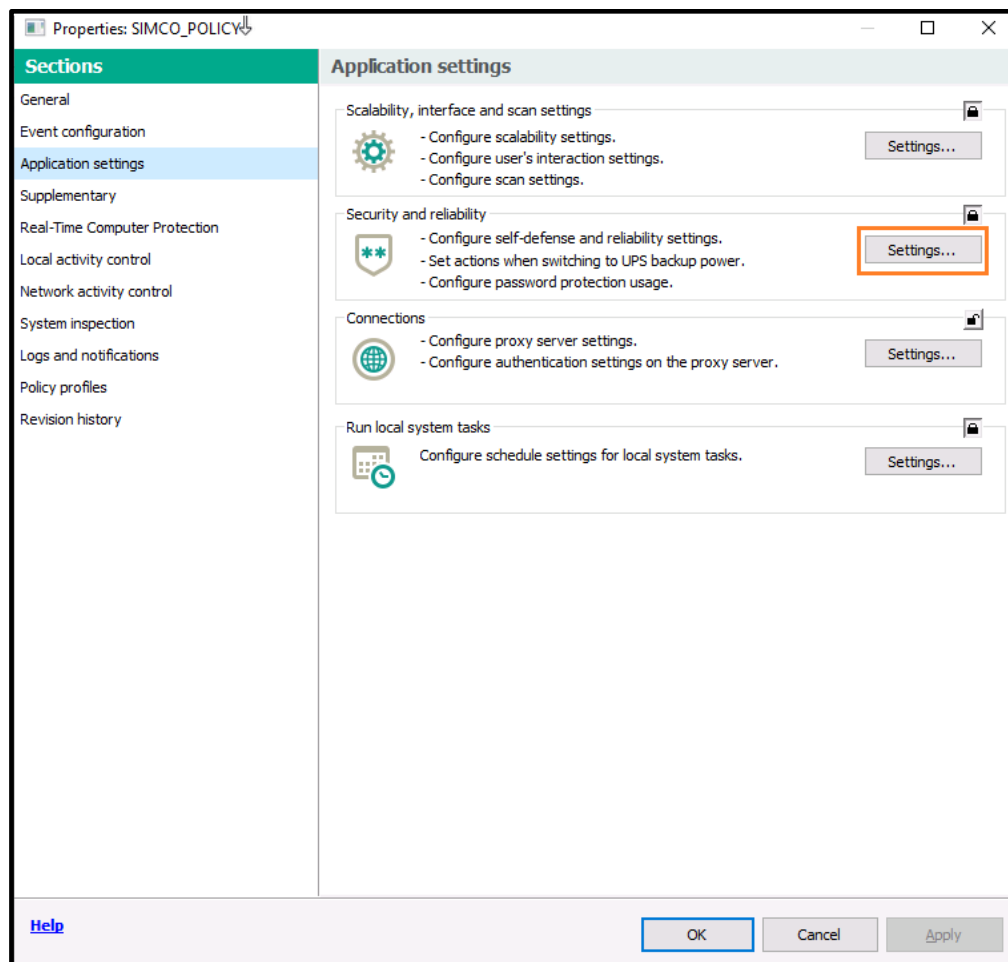 Properties: SIMCO_POLICY
Sections
General
Event configuration
Application settings
Supplementary
Real-Time Computer Protection
Local activity control
Network activity control
System inspection
Logs and notifications
Policy profiles
Revision history
Application settings
Scalability, interface and scan settings
- Configure scalability settings.
- Configure user's interaction settings.
- Configure scan settings.
Settings...
Security and reliability
- Configure self-defense and reliability settings.
- Set actions when switching to UPS backup power.
- Configure password protection usage.
Settings...
Connections
- Configure proxy server settings.
- Configure authentication settings on the proxy server.
Settings...
Run local system tasks
Configure schedule settings for local system tasks.
Settings...
Help
OK
Cancel
Apply